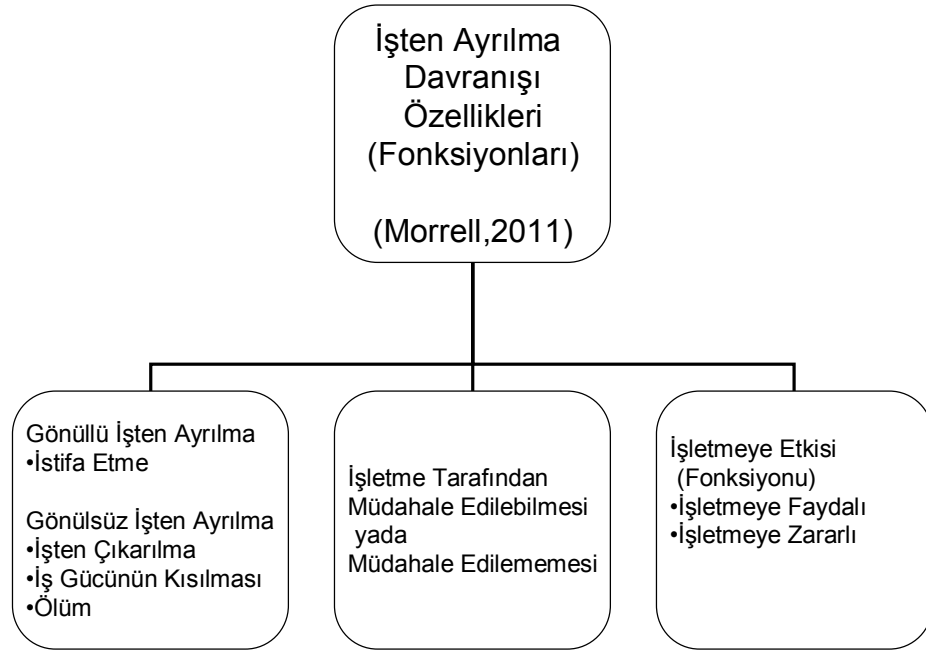 İşten Ayrılma
Davranışı
Özellikleri
(Fonksiyonları)
(Morrell,2011)
Gönüllü İşten Ayrılma
•İstifa Etme
Gönülsüz İşten Ayrılma
•İşten Çıkarılma
•İş Gücünün Kısılması
•Ölüm
İşletme Tarafından
Müdahale Edilebilmesi
yada
Müdahale Edilememesi
İşletmeye Etkisi
(Fonksiyonu)
•İşletmeye Faydalı
•İşletmeye Zararlı